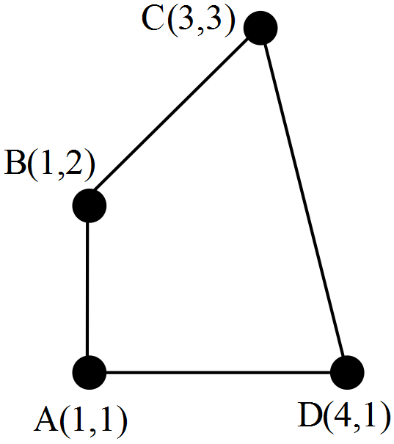 C(3,3)
B(1,2)
A(1,1)
D(4,1)